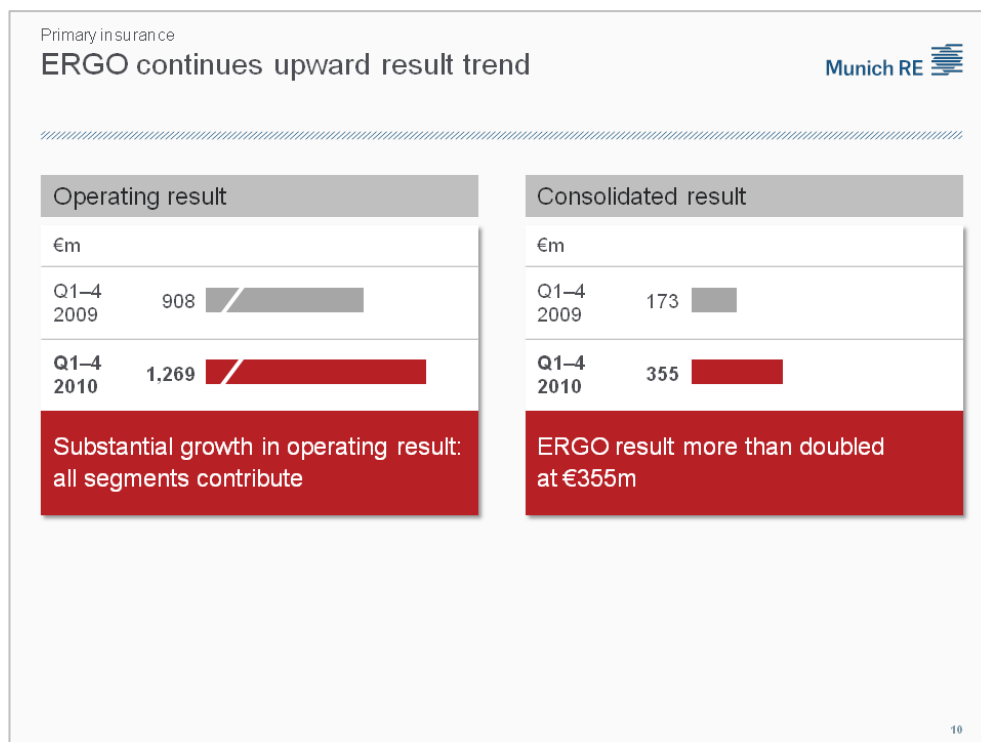 Primary insurance
ERGO continues upward result trend
Munich RE
Operating result
€m
Q1–4
2009
908
Q1–4
2010
1,269
Substantial growth in operating result:
all segments contribute
Consolidated result
€m
Q1–4
2009
173
Q1–4
2010
355
ERGO result more than doubled
at €355m
10